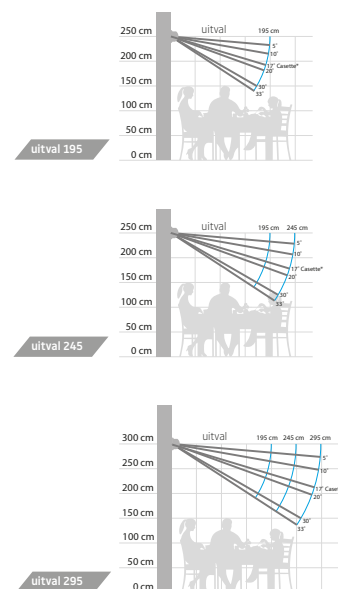 uitval 195 cm
250 cm
5˚
10˚
200 cm
17˚ Casette*
20˚
150 cm
30˚
33˚
100 cm
50 cm
uitval 195
0 cm
uitval 195 cm 245 cm
250 cm
5˚
10˚
200 cm
17˚ Casette*
20˚
150 cm
30˚
33˚
100 cm
50 cm
uitval 245
0 cm
uitval 195 cm 245 cm 295 cm
300 cm
5˚
250 cm
10˚
200 cm
17˚ Case
20˚
150 cm
30˚
33˚
100 cm
50 cm
uitval 295
0 cm